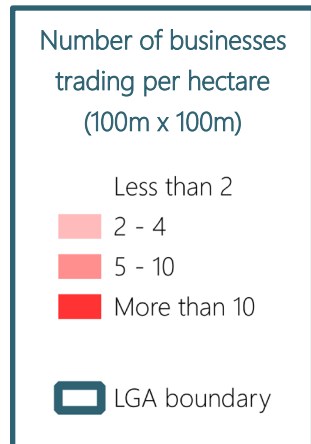 Number of businesses
trading per hectare
(100m x 100m)
Less than 2
2 - 4
5 - 10
More than 10
LGA boundary